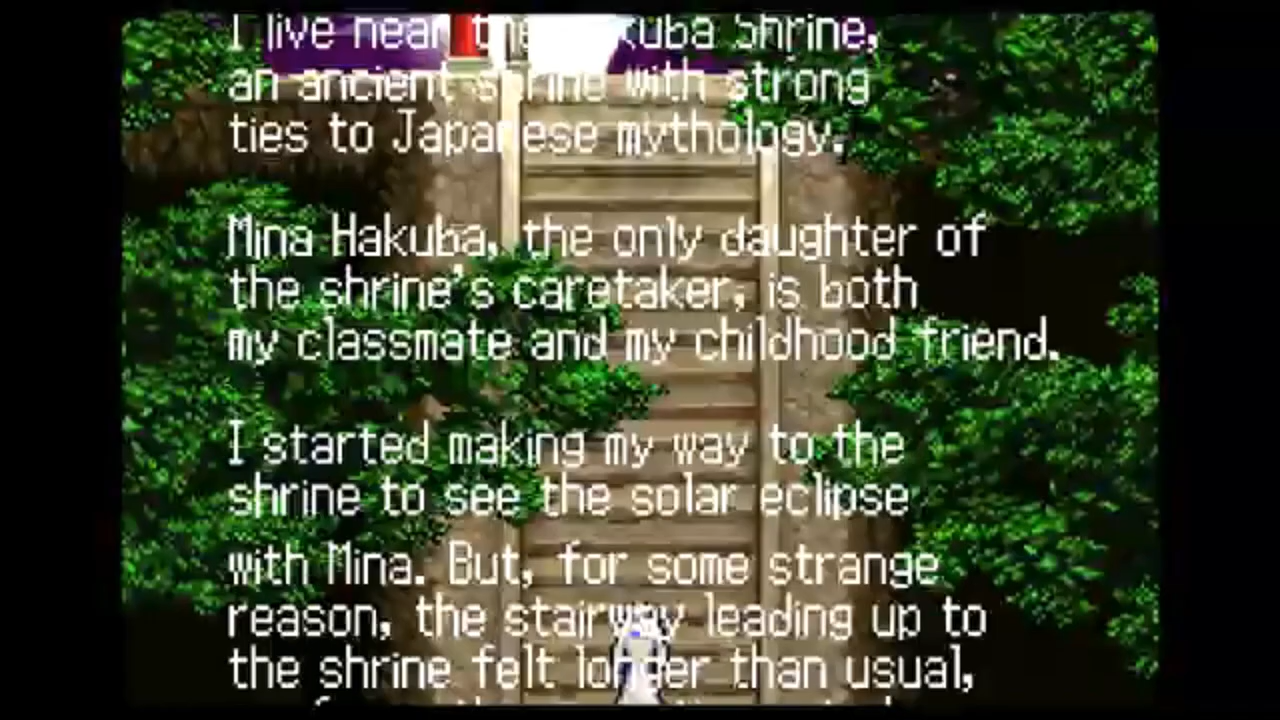 I live near the Hakuba Shrine,
an ancient shrine with strong
ties to Japanese mythology.
Mina Hakuba, the only daughter of
the shrine's caretaker, is both
my classmate and my childhood friend.
I started making my way to the
shrine to see the solar eclipse
with Mina. But, for some strange
reason, the stairway leading up to
the shrine felt longer than usual,